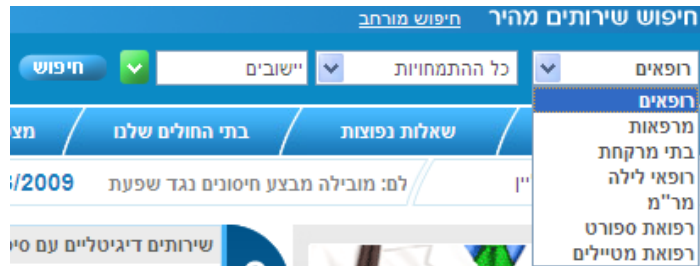 חיפוש שירותים מהיר חיפוש מורחב
רופאים כל ההתמחויות יישובים חיפוש
רופאים
מרפאות
בתי מרקחת
רופאי לילה
מר"מ
רפואת ספורט
רפואת מטיילים
שאלות נפוצות בתי החולים שלנו
מובילה מבצע חיסונים נגד שפעת /2009
שירותים דיגיטליים עם